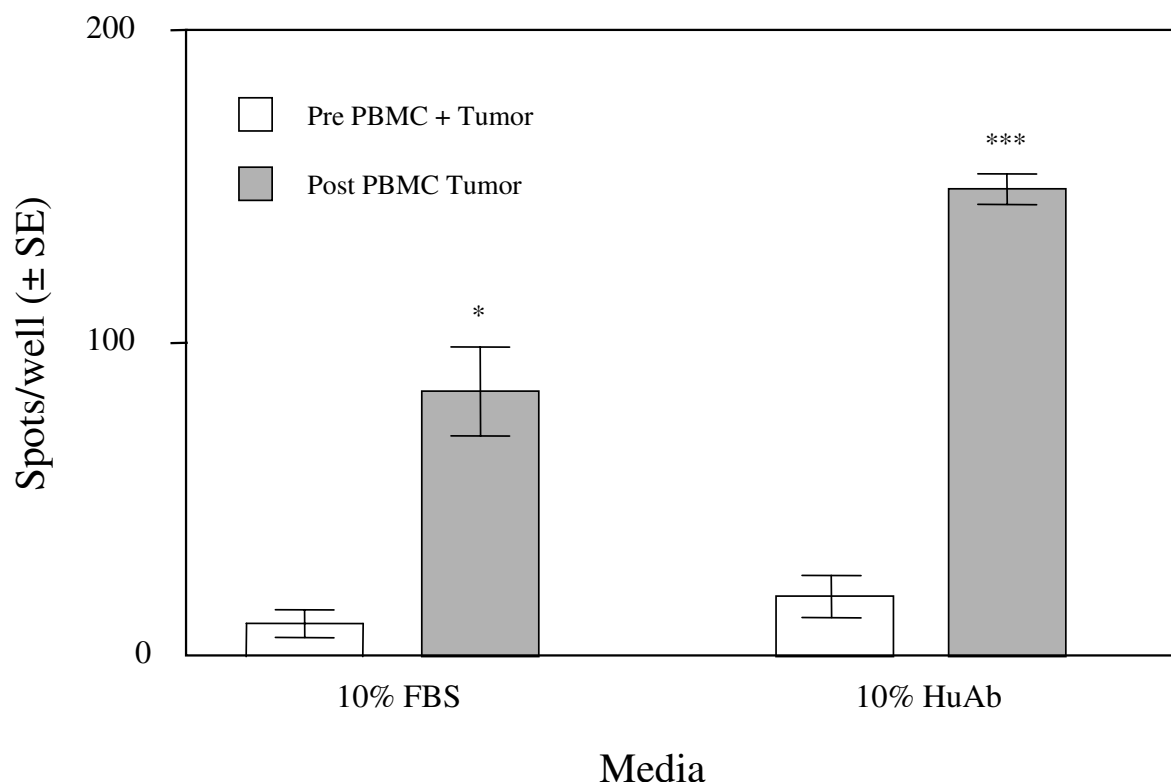 200
Pre PBMC + Tumor
Post PBMC Tumor
***
*
100
0
Spots/well (± SE)
10% FBS
10% HuAb
Media